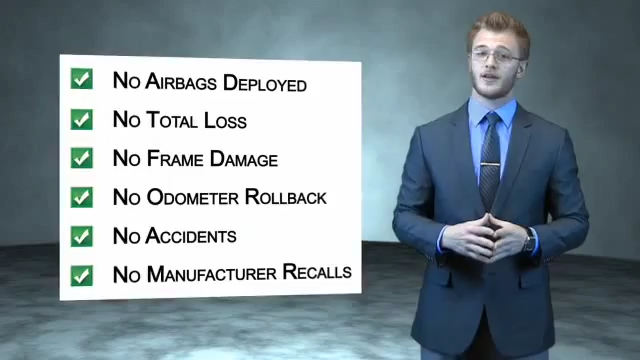 No Airbags Deployed
No Total Loss
No Frame Damage
No Odometer Rollback
No Accidents
No Manufacturer Recalls